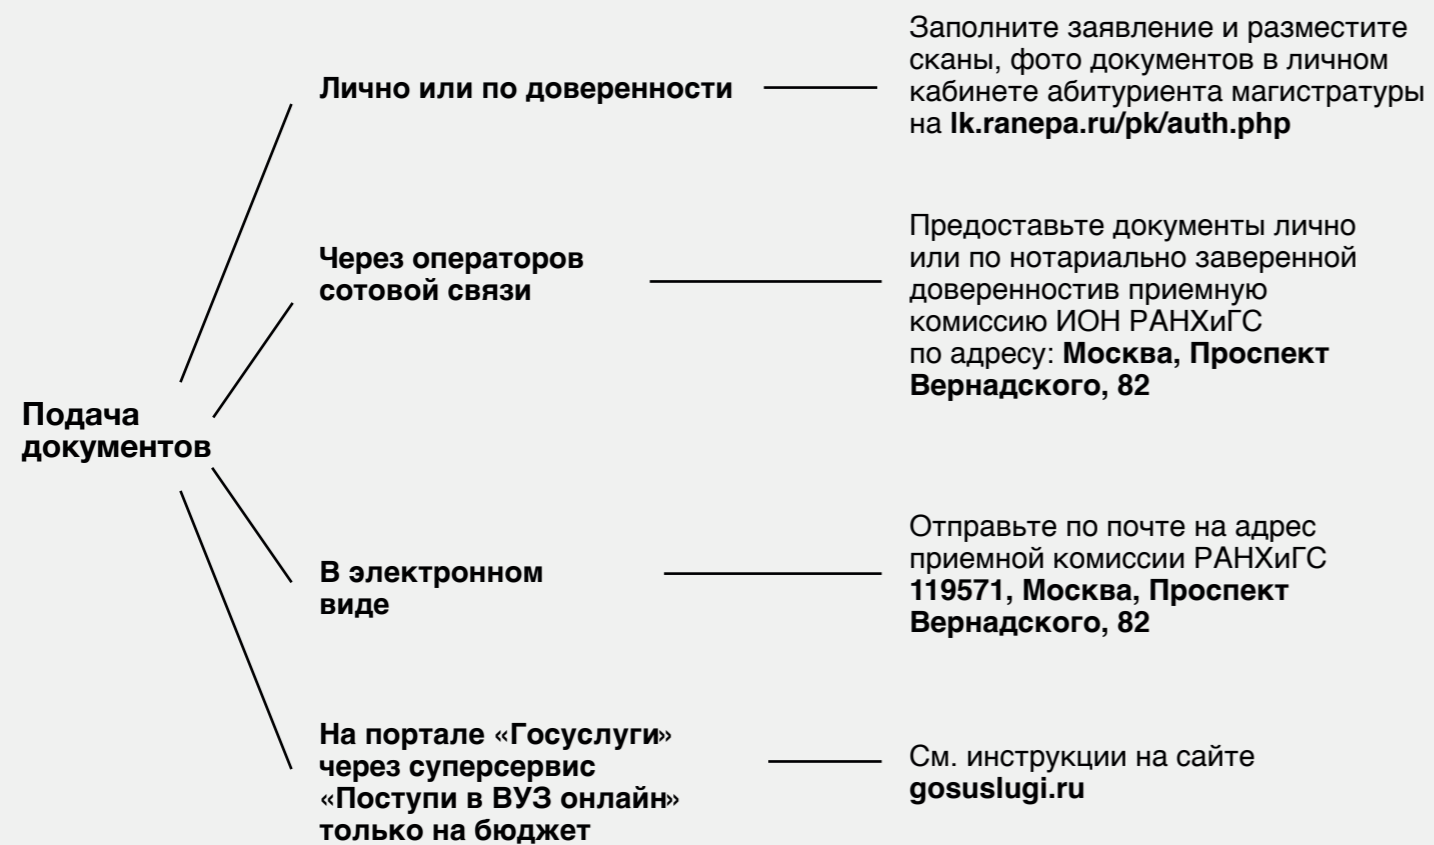 Подача
документов
Лично или по доверенности
Заполните заявление и разместите
сканы, фото документов в личном
кабинете абитуриента магистратуры
на lk.ranepa.ru/pk/auth.php
Через операторов
сотовой связи
Предоставьте документы лично
или по нотариально заверенной
доверенностив приемную
комиссию ИОН РАНХиГС
по адресу: Москва, Проспект
Вернадского, 82
В электронном
виде
Отправьте по почте на адрес
приемной комиссии РАНХиГС
119571, Москва, Проспект
Вернадского, 82
На портале «Госуслуги»
через суперсервис
«Поступи в ВУЗ онлайн»
только на бюджет
См. инструкции на сайте
gosuslugi.ru